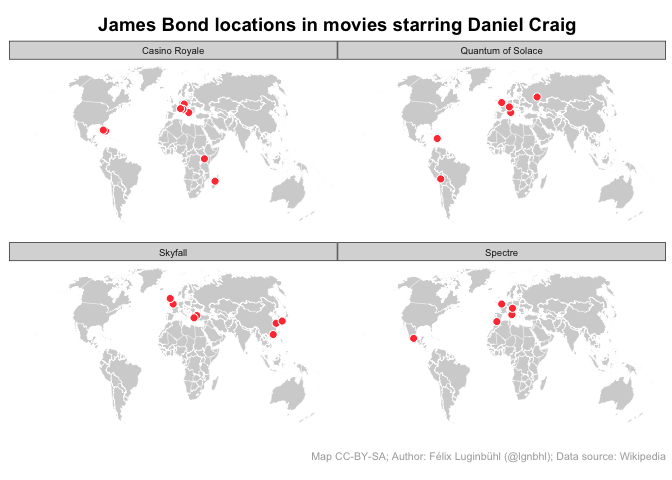 James Bond locations in movies starring Daniel Craig
Casino Royale
Quantum of Solace
Skyfall
Spectre
Map CC-BY-SA; Author: Félix Luginbühl (@lgnbhl); Data source: Wikipedia